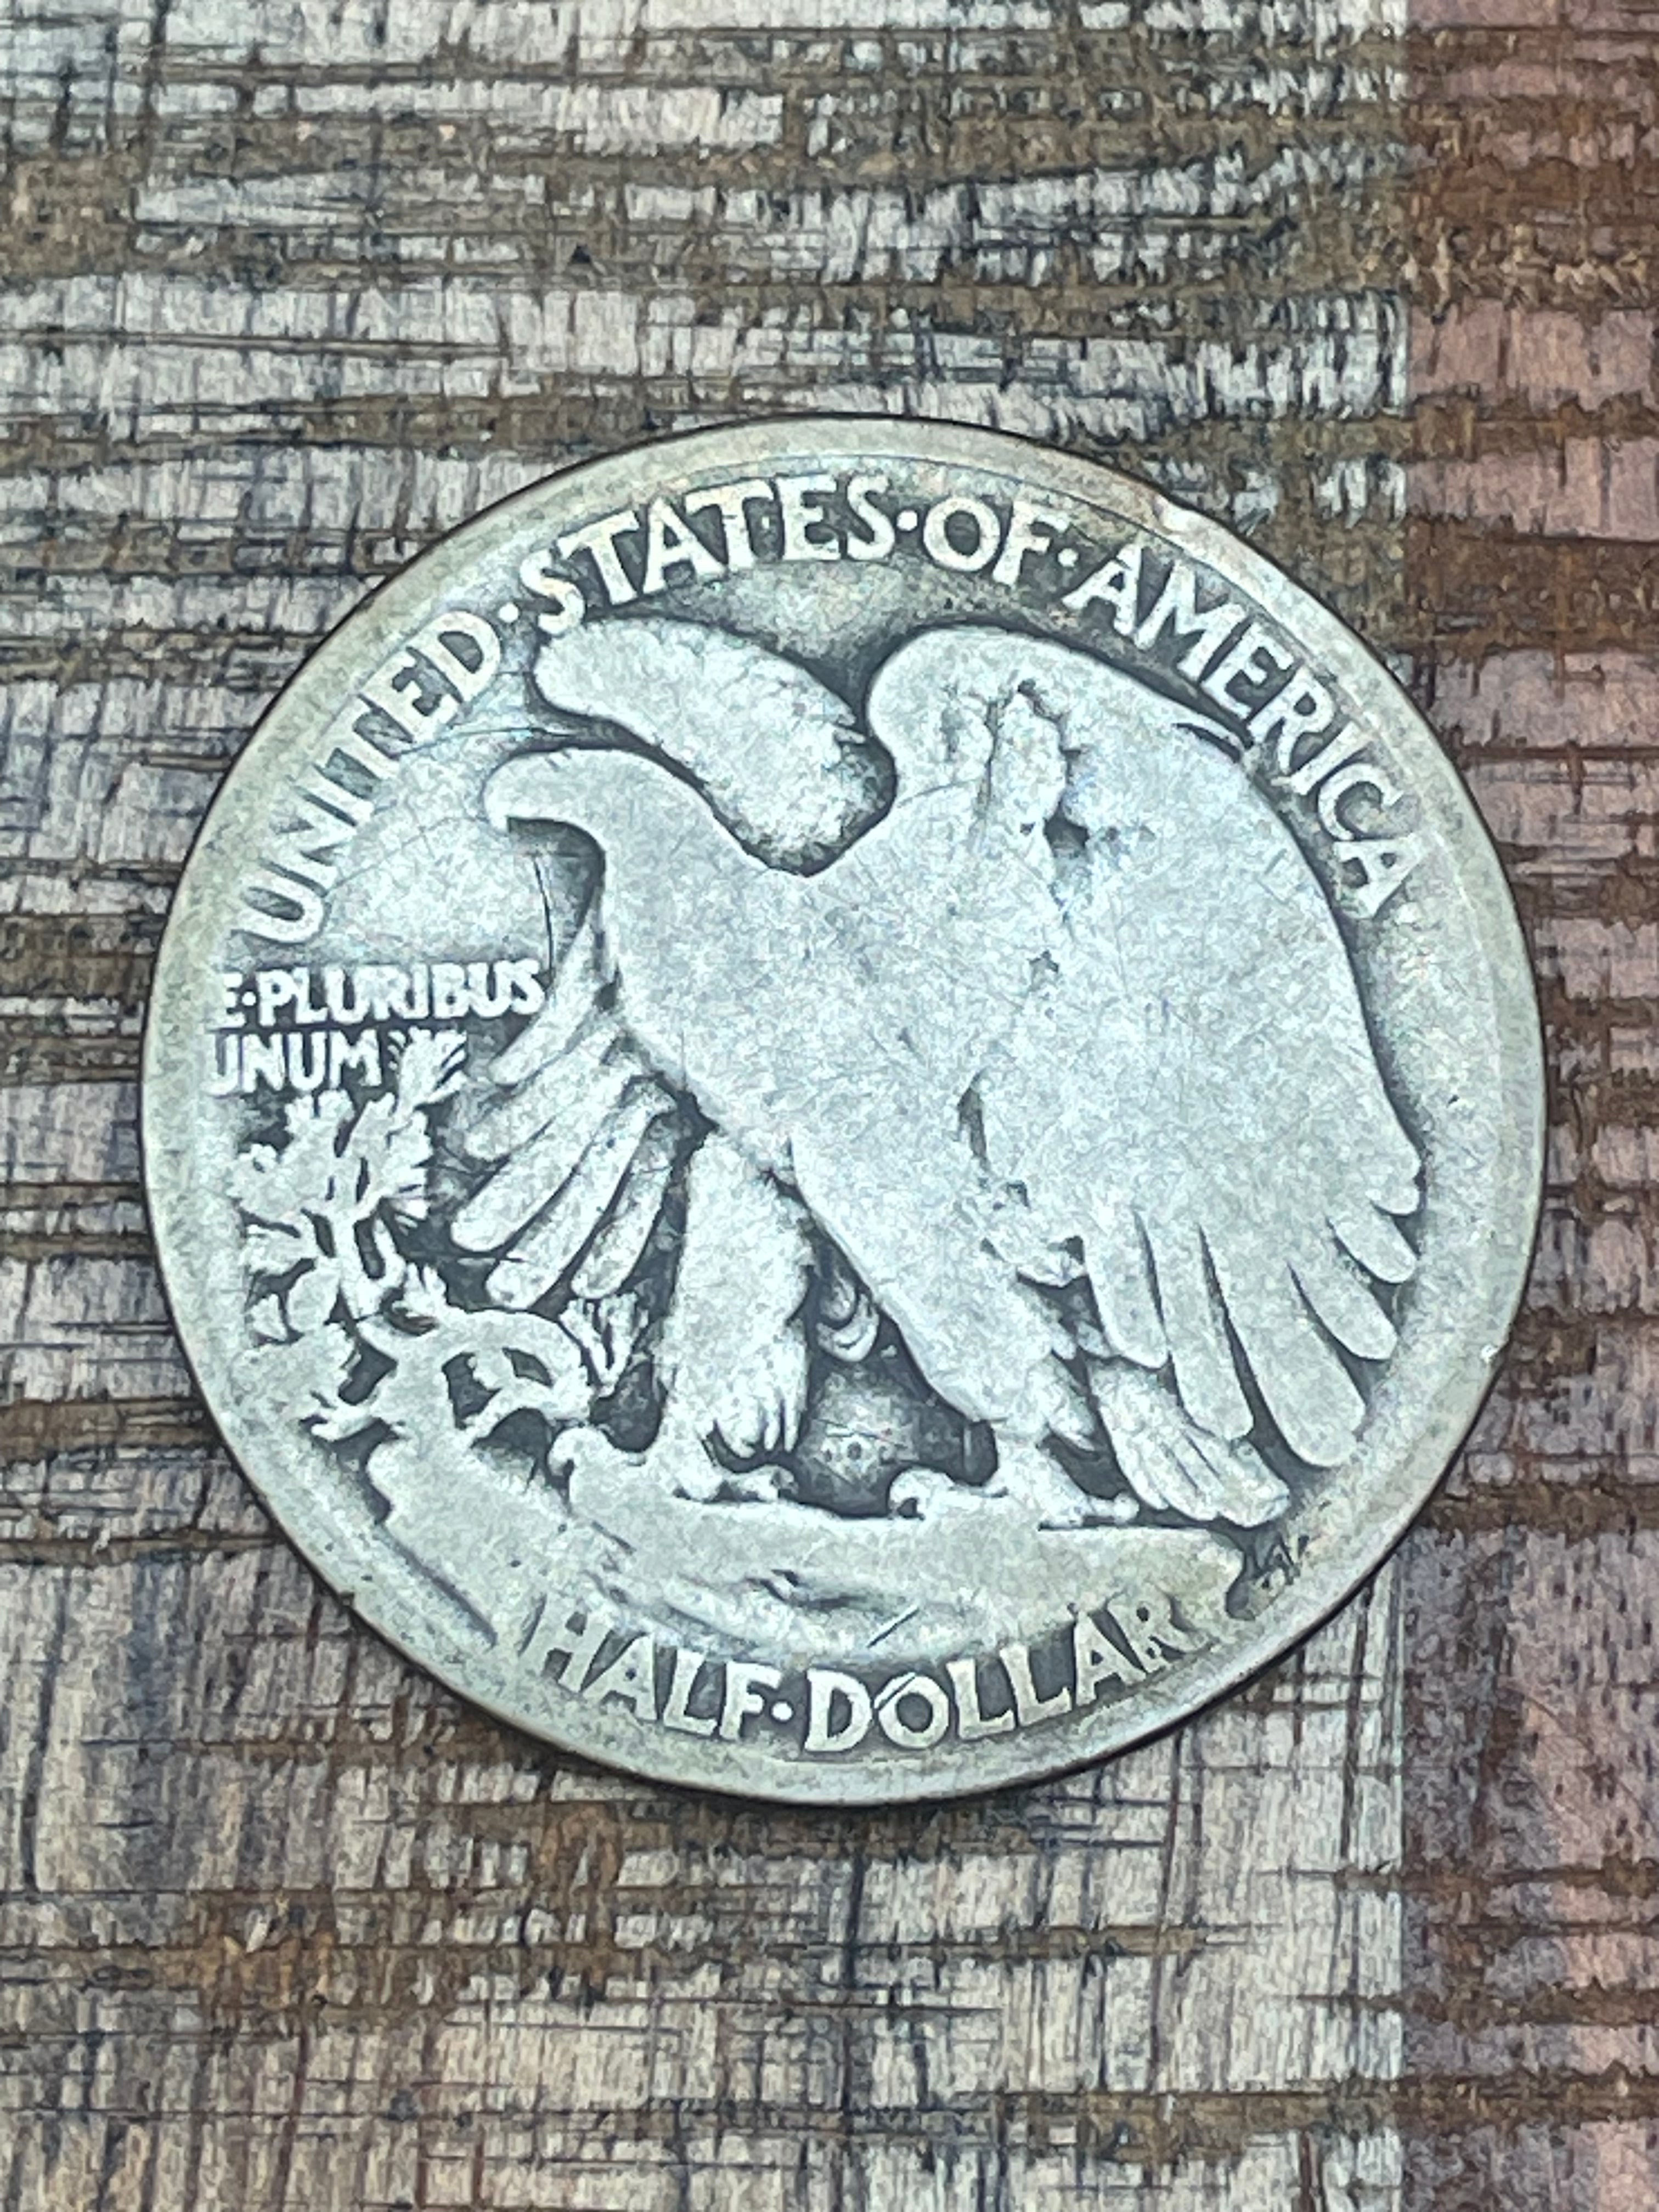 UNITED·STATES·OF·AMERICA
E·PLURIBUS
UNUM
HALF·DOLLAR